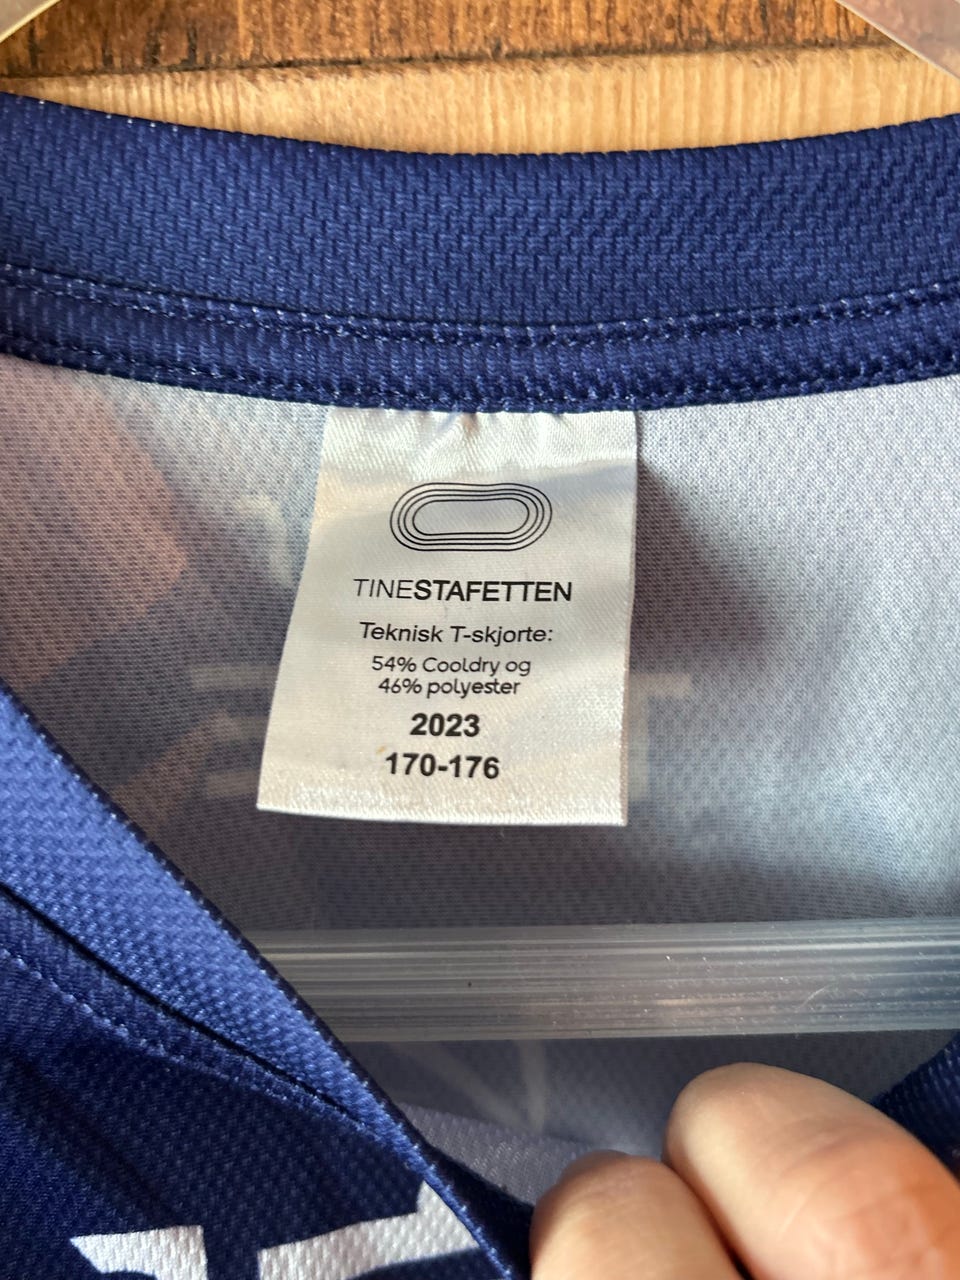 TINESTAFETTEN
Teknisk T-skjorte:
54% Cooldry og
46% polyester
2023
170-176